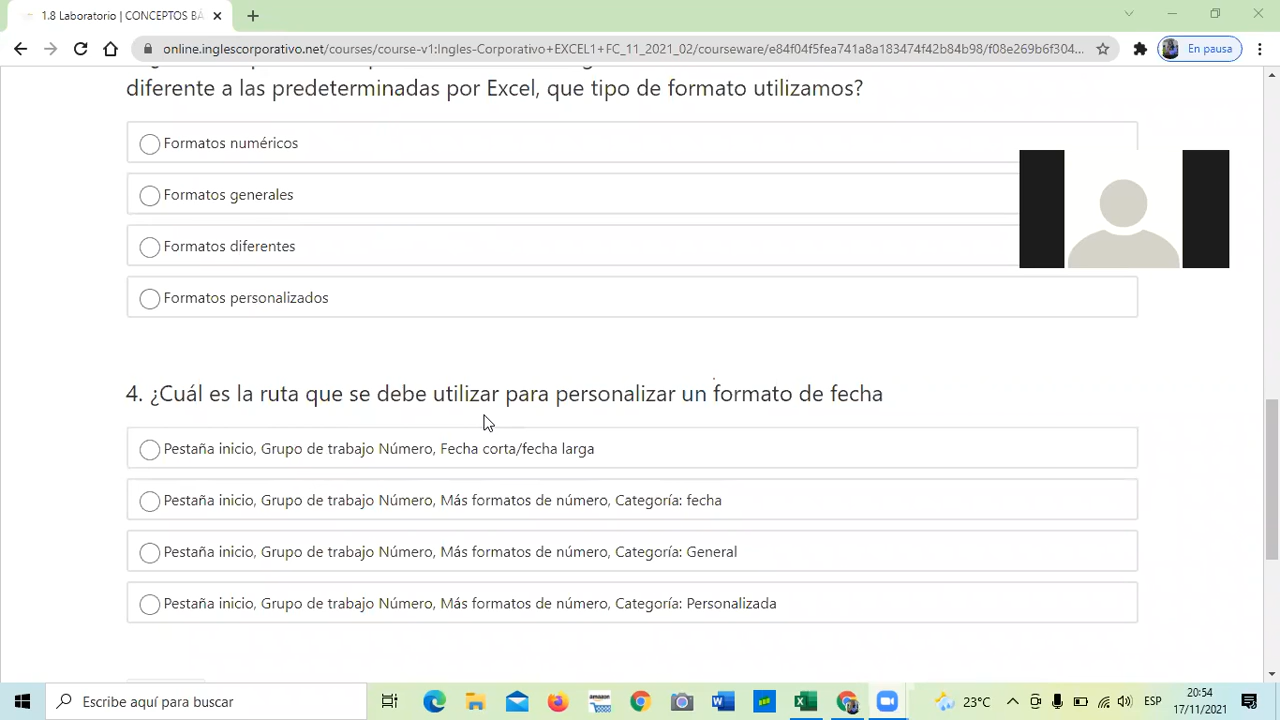 1.8 Laboratorio | CONCEPTOS BÁ
online.inglescorporativo.net/courses/course-v1:Ingles-Corporativo+EXCEL1+FC_11_2021_02/courseware/e84f00f5fea741a8a183474f42b84b98/f08e269b6f304...
En pausa
diferente a las predeterminadas por Excel, que tipo de formato utilizamos?
Formatos numéricos
Formatos generales
Formatos diferentes
Formatos personalizados
4. ¿Cuál es la ruta que se debe utilizar para personalizar un formato de fecha
Pestaña inicio, Grupo de trabajo Número, Fecha corta/fecha larga
Pestaña inicio, Grupo de trabajo Número, Más formatos de número, Categoría: fecha
Pestaña inicio, Grupo de trabajo Número, Más formatos de número, Categoría: General
Pestaña inicio, Grupo de trabajo Número, Más formatos de número, Categoría: Personalizada
Escribe aquí para buscar
23°C
ESP
20:54
17/11/2021